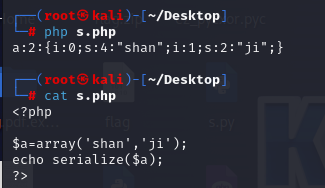 ┌──(root㉿kali)-[~/Desktop]
└─# php s.php
a:2:{i:0;s:4:"shan";i:1;s:2:"ji";}
┌──(root㉿kali)-[~/Desktop]
└─# cat s.php
<?php
$a=array('shan','ji');
echo serialize($a);
?>